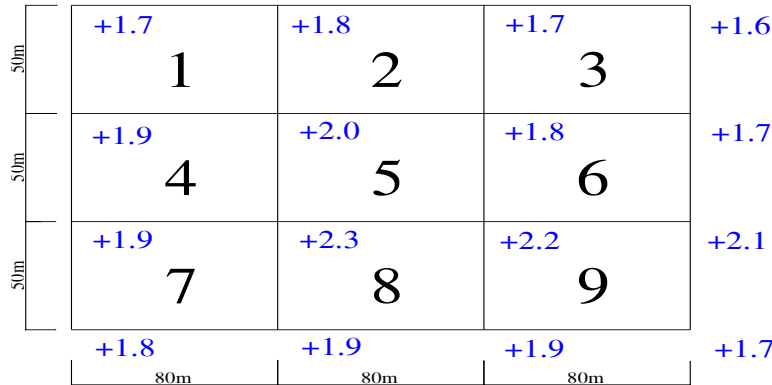 +1.7 +1.8 +1.7 +1.6
50m 1 2 3
+1.9 +2.0 +1.8 +1.7
50m 4 5 6
+1.9 +2.3 +2.2 +2.1
50m 7 8 9
+1.8 +1.9 +1.9 +1.7
80m 80m 80m